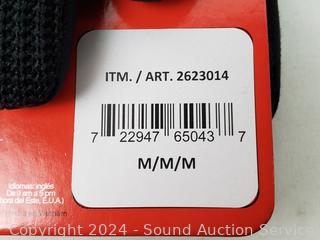 ITM. / ART. 2623014
7 22947 65043 7
M/M/M
Idiomas: inglés
De 9 am a 5 pm
hora del Este, E.U.A.)
Copyright 2024 - Sound Auction Service